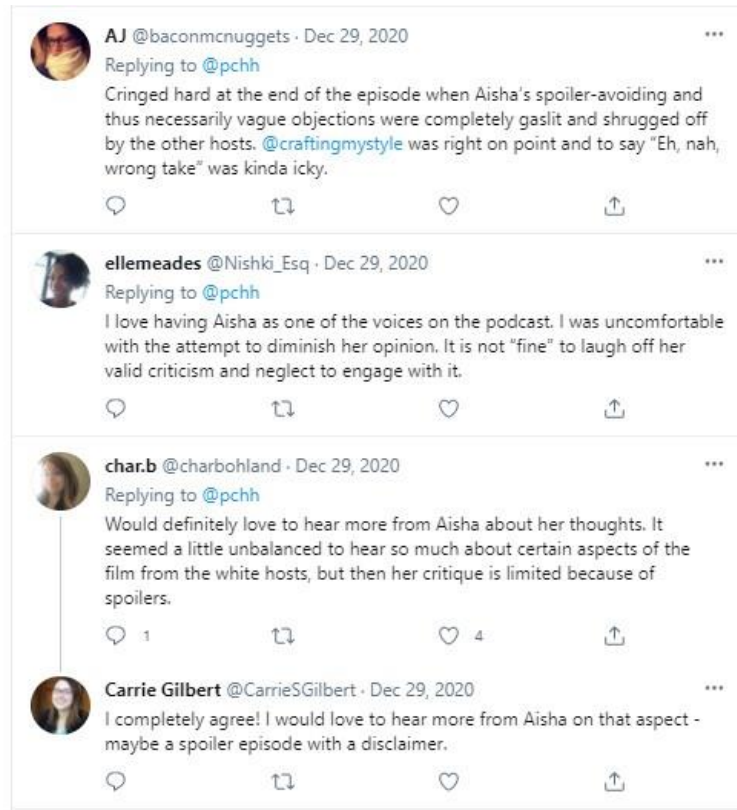 AJ @baconmcnuggets · Dec 29, 2020
Replying to @pchh
Cringed hard at the end of the episode when Aisha's spoiler-avoiding and
thus necessarily vague objections were completely gaslit and shrugged off
by the other hosts. @craftingmystyle was right on point and to say "Eh, nah,
wrong take" was kinda icky.
ellemeades @Nishki_Esq · Dec 29, 2020
Replying to @pchh
I love having Aisha as one of the voices on the podcast. I was uncomfortable
with the attempt to diminish her opinion. It is not "fine" to laugh off her
valid criticism and neglect to engage with it.
char.b @charbohland · Dec 29, 2020
Replying to @pchh
Would definitely love to hear more from Aisha about her thoughts. It
seemed a little unbalanced to hear so much about certain aspects of the
film from the white hosts, but then her critique is limited because of
spoilers.
1 4
Carrie Gilbert @CarrieSGilbert · Dec 29, 2020
I completely agree! I would love to hear more from Aisha on that aspect -
maybe a spoiler episode with a disclaimer.